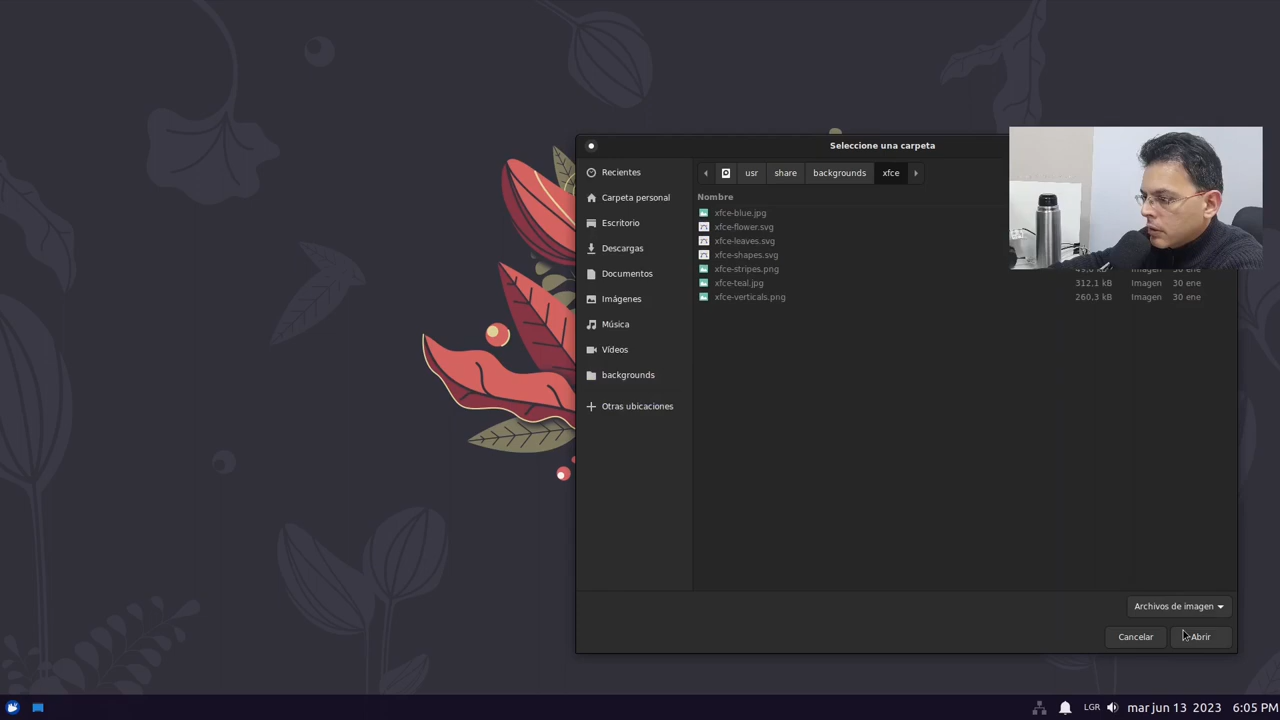 Seleccione una carpeta
Recientes
Carpeta personal
Escritorio
Descargas
Documentos
Imágenes
Música
Vídeos
backgrounds
Otras ubicaciones
usr share backgrounds xfce
Nombre
xfce-blue.jpg
xfce-flower.svg
xfce-leaves.svg
xfce-shapes.svg
xfce-stripes.png
xfce-teal.jpg 312,1 kB Imagen 30 ene
xfce-verticals.png 260,3 kB Imagen 30 ene
Archivos de imagen
Cancelar Abrir
LGR mar jun 13 2023 6:05 PM